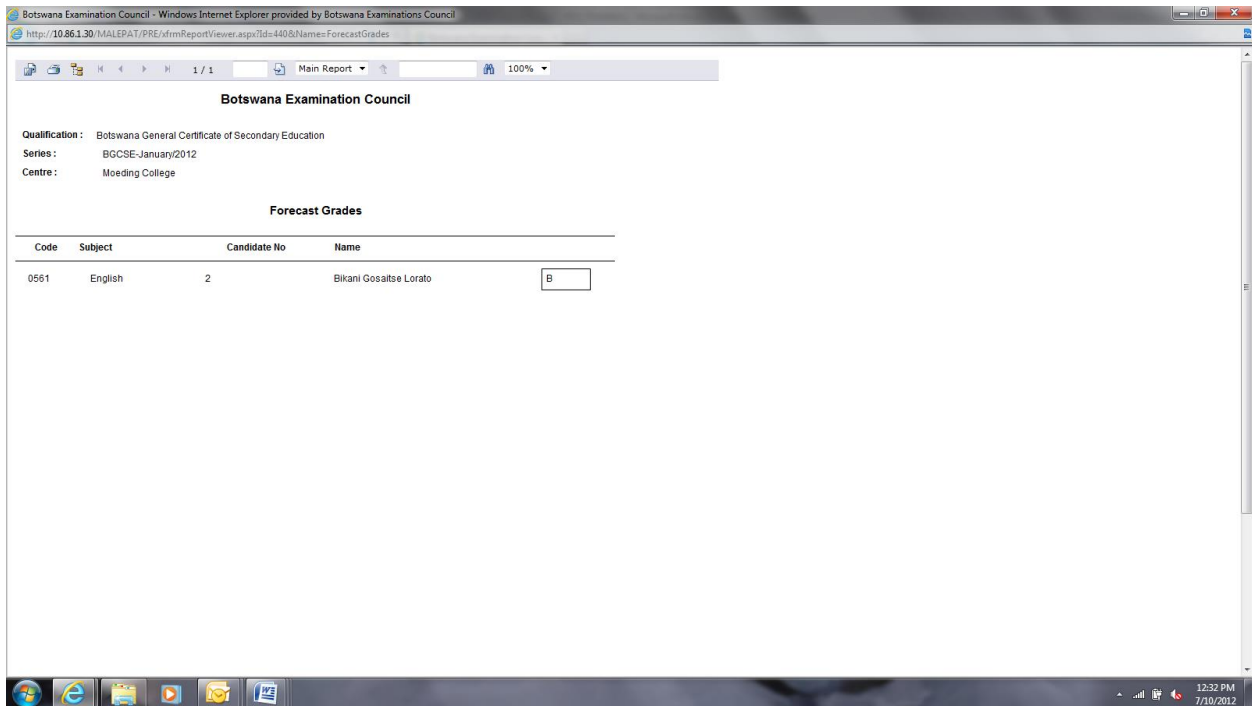 Botswana Examination Council - Windows Internet Explorer provided by Botswana Examinations Council
http://10.86.1.30/MALEPAT/PRE/xfrmReportViewer.aspx?Id=440&Name=ForecastGrades
1 / 1 Main Report 100%
Botswana Examination Council
Qualification : Botswana General Certificate of Secondary Education
Series : BGCSE-January/2012
Centre : Moeding College
Forecast Grades
Code Subject Candidate No Name
0561 English 2 Bikani Gosaitse Lorato B
12:32 PM
7/10/2012